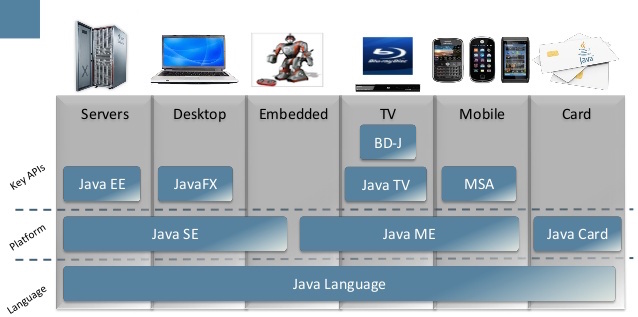 Blu-ray Disc
Java
Servers
Desktop
Embedded
TV
Mobile
Card
BD-J
Key APIs
Java EE
JavaFX
Java TV
MSA
Platform
Java SE
Java ME
Java Card
Language
Java Language